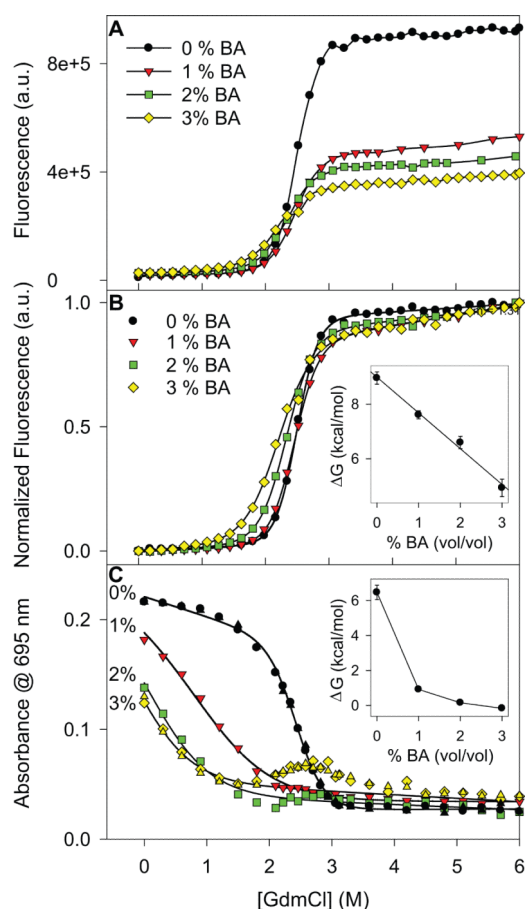 A
0 % BA
1 % BA
2% BA
3% BA
Fluorescence (a.u.)
8e+5
4e+5
0
B
0 % BA
1 % BA
2 % BA
3 % BA
Normalized Fluorescence (a.u.)
1.0
0.5
0.0
ΔG (kcal/mol)
8
6
0 1 2 3
% BA (vol/vol)
C
0%
1%
2%
3%
Absorbance @ 695 nm
0.2
0.1
0.0
ΔG (kcal/mol)
6
4
2
0
0 1 2 3
% BA (vol/vol)
0 1 2 3 4 5 6
[GdmCl] (M)